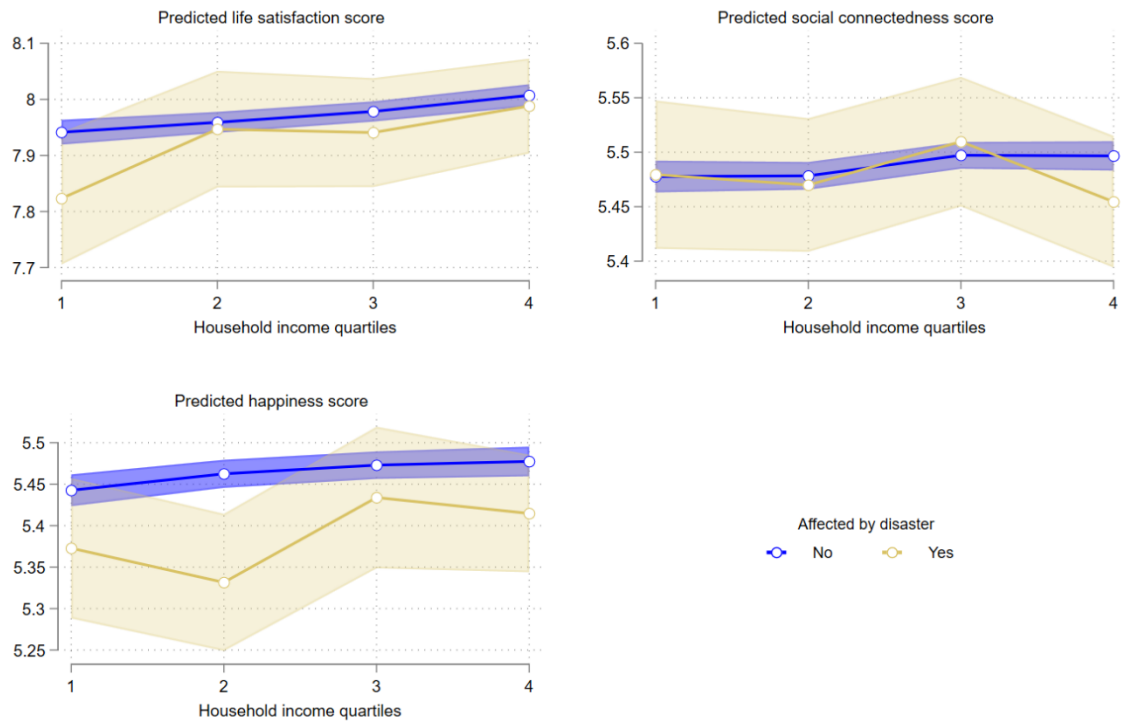 Predicted life satisfaction score
8.1
8
7.9
7.8
7.7
1 2 3 4
Household income quartiles
Predicted social connectedness score
5.6
5.55
5.5
5.45
5.4
1 2 3 4
Household income quartiles
Predicted happiness score
5.5
5.45
5.4
5.35
5.3
5.25
1 2 3 4
Household income quartiles
Affected by disaster
No Yes